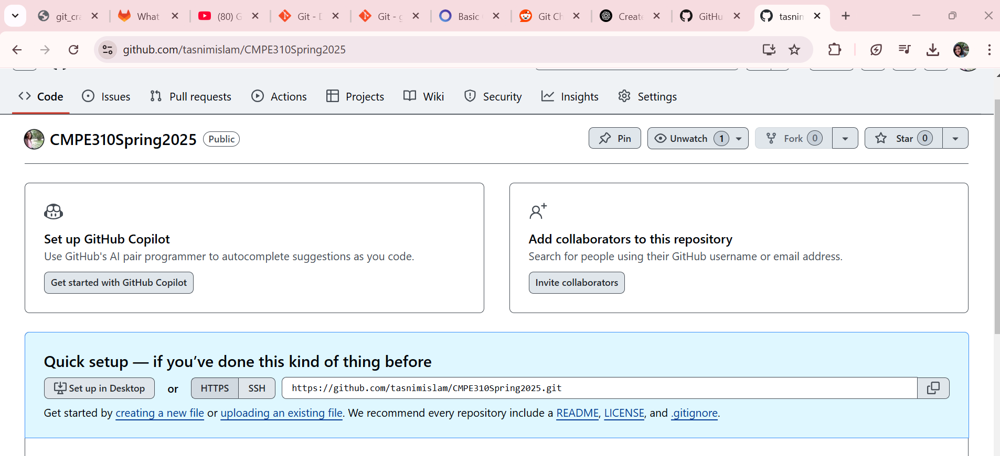 git_cra
What
(80) G
Git - D
Git - g
Basic
Git Ch
Create
GitHu
tasnim
github.com/tasnimislam/CMPE310Spring2025
Code
Issues
Pull requests
Actions
Projects
Wiki
Security
Insights
Settings
CMPE310Spring2025
Public
Pin
Unwatch 1
Fork 0
Star 0
Set up GitHub Copilot
Use GitHub's AI pair programmer to autocomplete suggestions as you code.
Get started with GitHub Copilot
Add collaborators to this repository
Search for people using their GitHub username or email address.
Invite collaborators
Quick setup — if you’ve done this kind of thing before
Set up in Desktop
or
HTTPS
SSH
https://github.com/tasnimislam/CMPE310Spring2025.git
Get started by creating a new file or uploading an existing file. We recommend every repository include a README, LICENSE, and .gitignore.